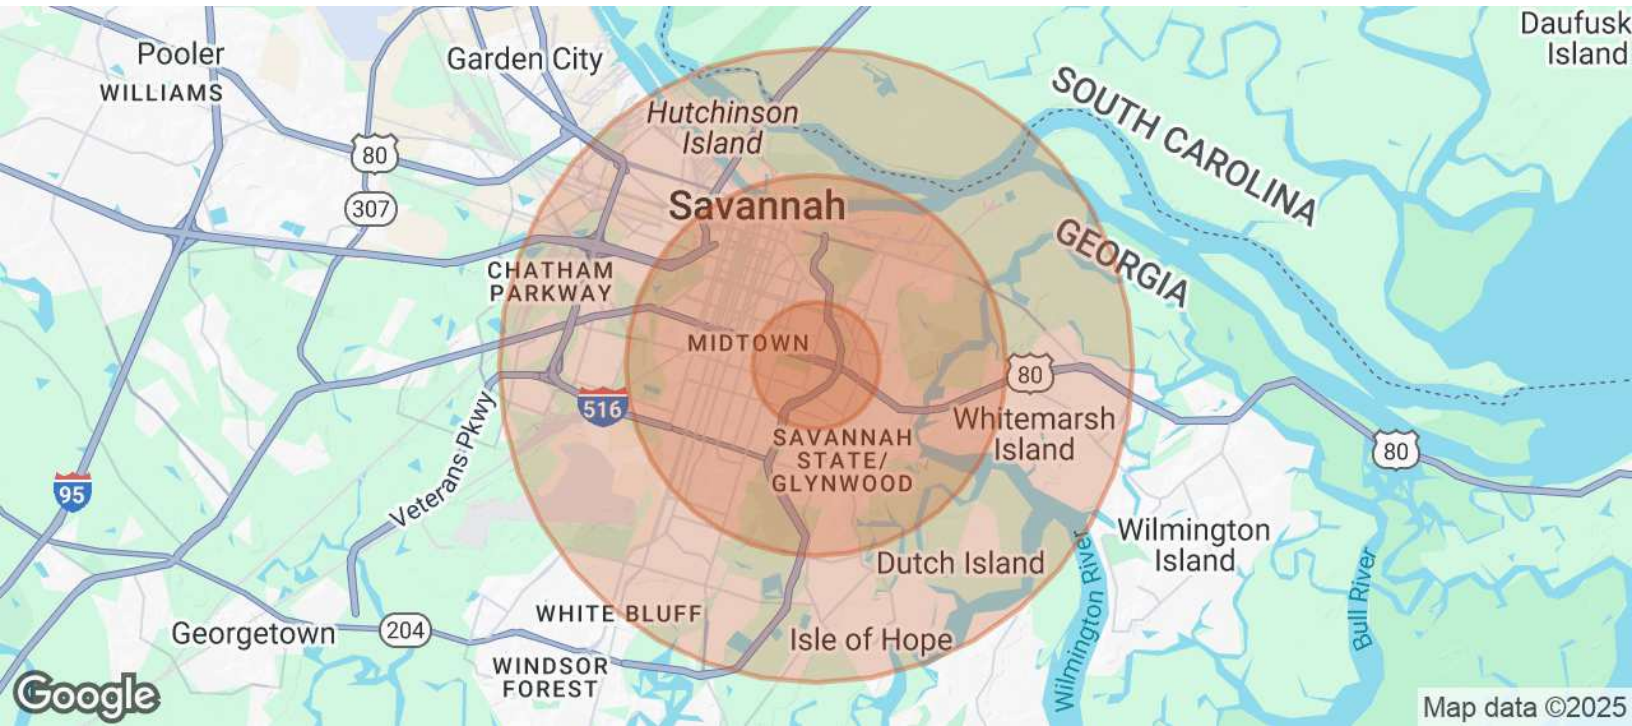 Daufusk
Island
Pooler
WILLIAMS
Garden City
SOUTH CAROLINA
Hutchinson
Island
80
307
Savannah
GEORGIA
CHATHAM
PARKWAY
MIDTOWN
80
516
Whitemarsh
Island
SAVANNAH
STATE/
GLYNWOOD
80
95
Veterans Pkwy
Wilmington
Island
Dutch Island
Wilmington River
Bull River
WHITE BLUFF
Georgetown
204
Isle of Hope
WINDSOR
FOREST
Google
Map data ©2025